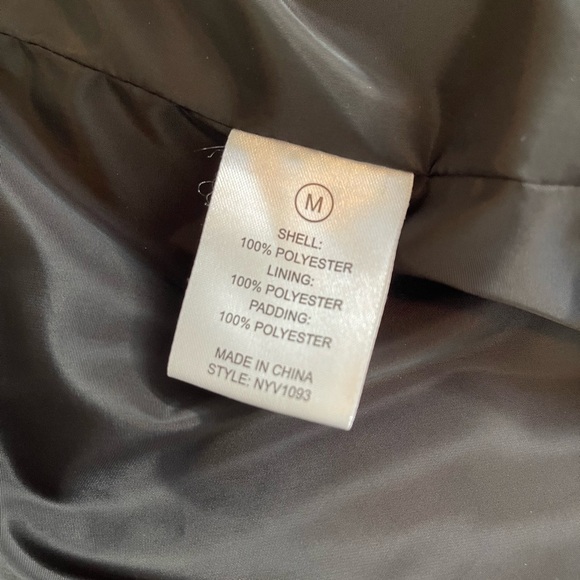 M
SHELL:
100% POLYESTER
LINING:
100% POLYESTER
PADDING:
100% POLYESTER
MADE IN CHINA
STYLE: NYV1093